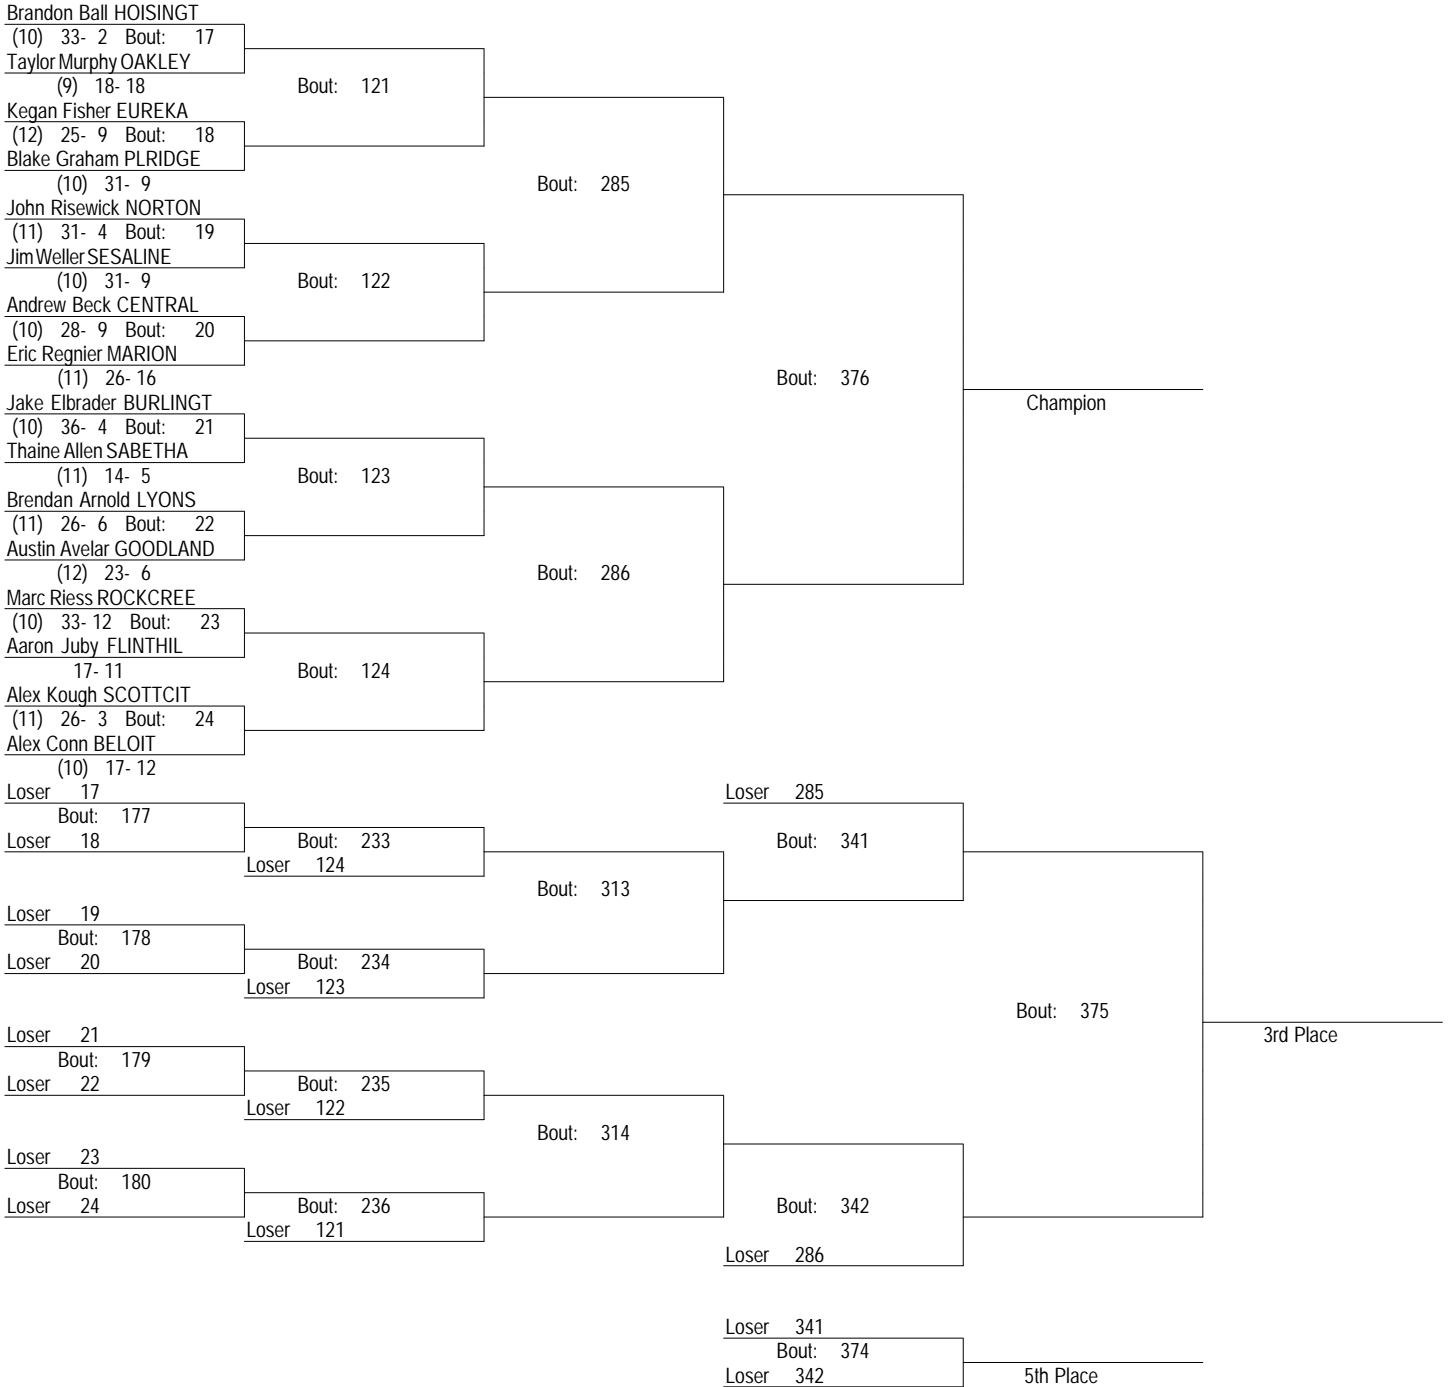 Brandon Ball HOISINGT
(10) 33- 2 Bout: 17
Taylor Murphy OAKLEY
(9) 18- 18
Bout: 121
Kegan Fisher EUREKA
(12) 25- 9 Bout: 18
Blake Graham PLRIDGE
(10) 31- 9
Bout: 285
John Risewick NORTON
(11) 31- 4 Bout: 19
Jim Weller SESALINE
(10) 31- 9
Bout: 122
Andrew Beck CENTRAL
(10) 28- 9 Bout: 20
Eric Regnier MARION
(11) 26- 16
Bout: 376
Champion
Jake Elbrader BURLINGT
(10) 36- 4 Bout: 21
Thaine Allen SABETHA
(11) 14- 5
Bout: 123
Brendan Arnold LYONS
(11) 26- 6 Bout: 22
Austin Avelar GOODLAND
(12) 23- 6
Bout: 286
Marc Riess ROCKCREE
(10) 33- 12 Bout: 23
Aaron Juby FLINTHIL
17- 11
Bout: 124
Alex Kough SCOTTCIT
(11) 26- 3 Bout: 24
Alex Conn BELOIT
(10) 17- 12
Loser 17
Bout: 177
Loser 18
Bout: 233
Loser 124
Loser 285
Bout: 341
Bout: 313
Loser 19
Bout: 178
Loser 20
Bout: 234
Loser 123
Bout: 375
3rd Place
Loser 21
Bout: 179
Loser 22
Bout: 235
Loser 122
Bout: 314
Loser 23
Bout: 180
Loser 24
Bout: 236
Loser 121
Bout: 342
Loser 286
Loser 341
Bout: 374
Loser 342
5th Place